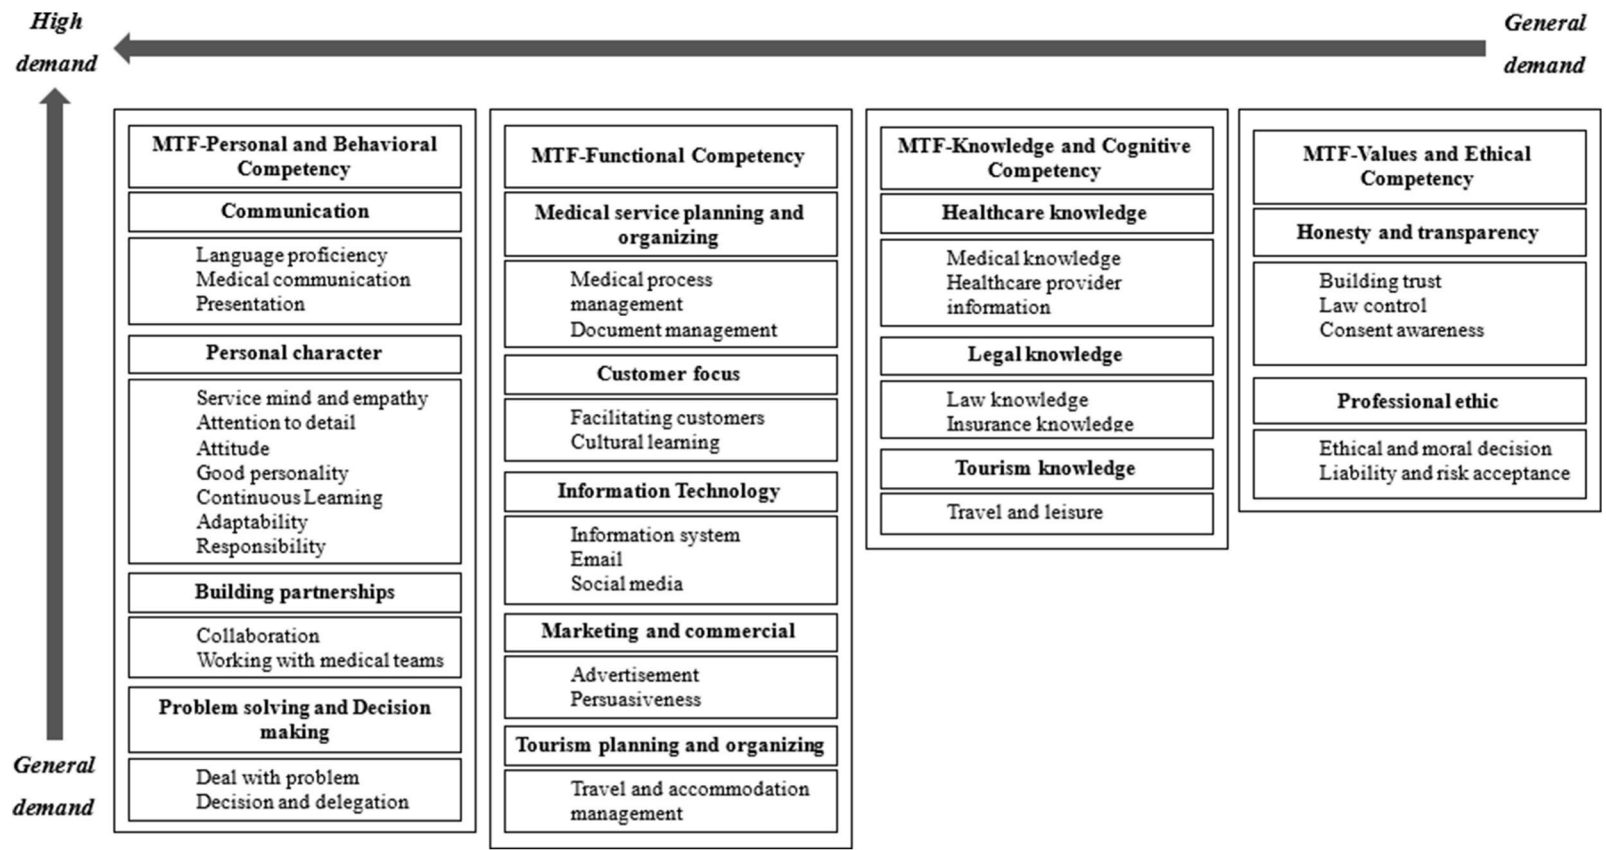 High
demand
General
demand
MTF-Personal and Behavioral
Competency
Communication
Language proficiency
Medical communication
Presentation
Personal character
Service mind and empathy
Attention to detail
Attitude
Good personality
Continuous Learning
Adaptability
Responsibility
Building partnerships
Collaboration
Working with medical teams
Problem solving and Decision
making
Deal with problem
Decision and delegation
MTF-Functional Competency
Medical service planning and
organizing
Medical process
management
Document management
Customer focus
Facilitating customers
Cultural learning
Information Technology
Information system
Email
Social media
Marketing and commercial
Advertisement
Persuasiveness
Tourism planning and organizing
Travel and accommodation
management
MTF-Knowledge and Cognitive
Competency
Healthcare knowledge
Medical knowledge
Healthcare provider
information
Legal knowledge
Law knowledge
Insurance knowledge
Tourism knowledge
Travel and leisure
MTF-Values and Ethical
Competency
Honesty and transparency
Building trust
Law control
Consent awareness
Professional ethic
Ethical and moral decision
Liability and risk acceptance
General
demand